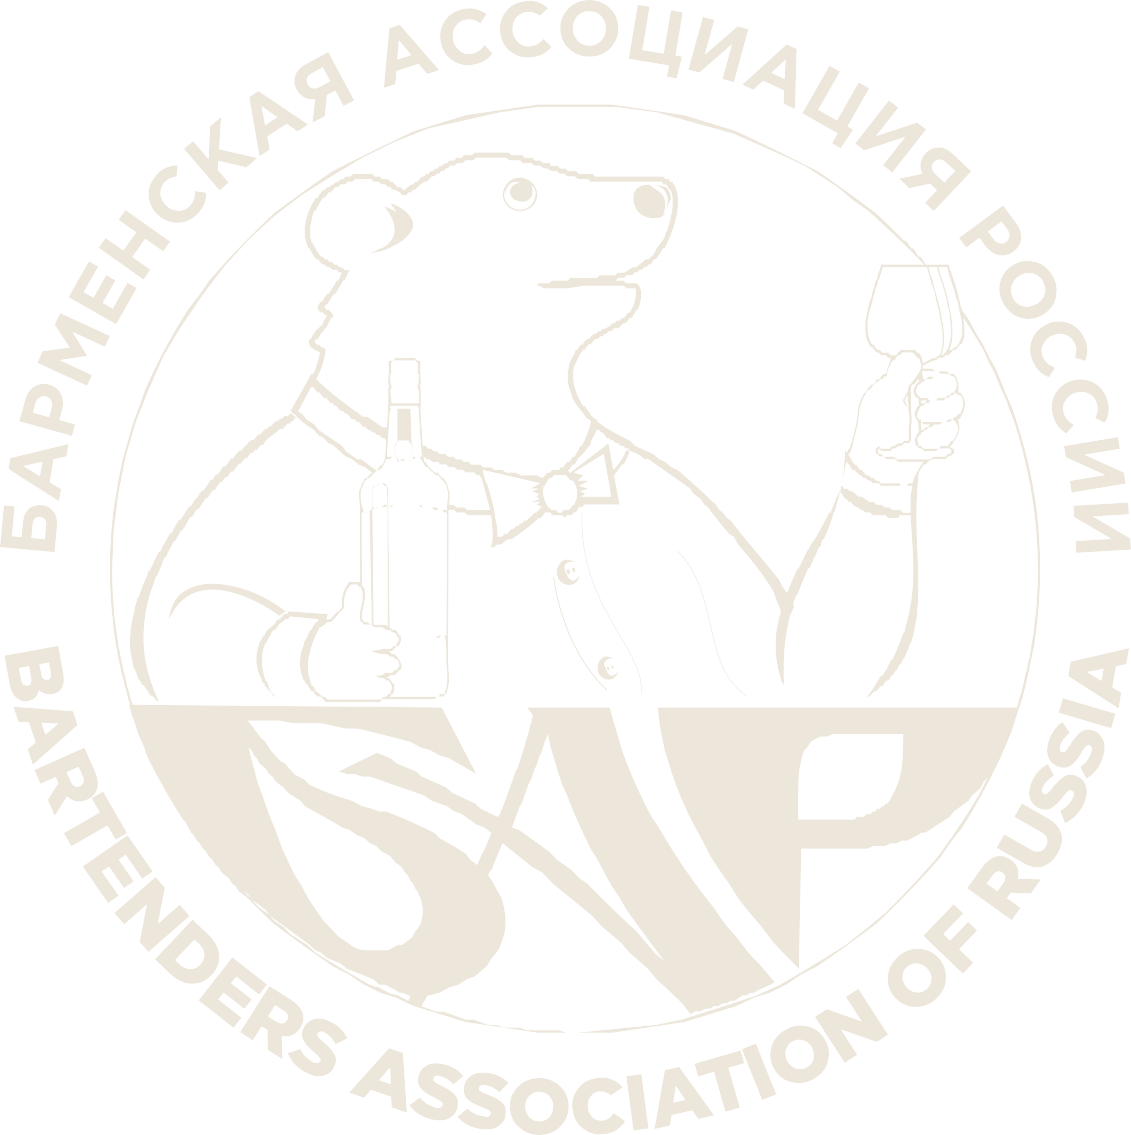 БАРМЕНСКАЯ АССОЦИАЦИЯ РОССИИ
БАР
BARTENDERS ASSOCIATION OF RUSSIA